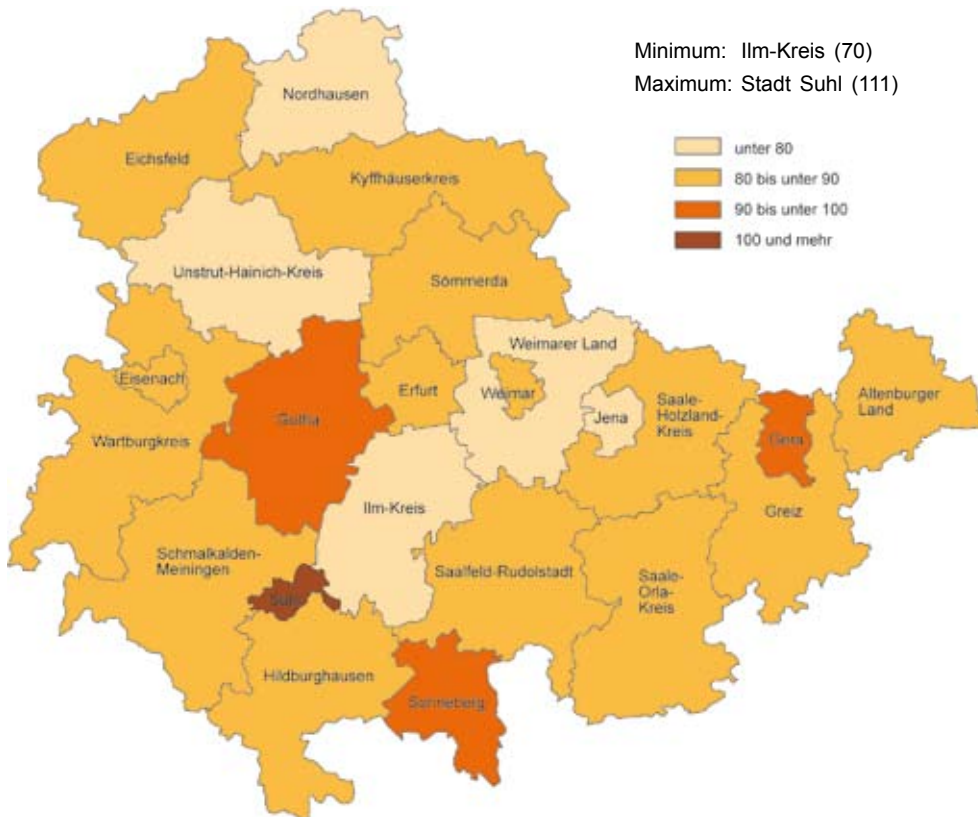 Minimum: Ilm-Kreis (70)
Maximum: Stadt Suhl (111)
unter 80
80 bis unter 90
90 bis unter 100
100 und mehr
Nordhausen
Eichsfeld
Kyffhäuserkreis
Unstrut-Hainich-Kreis
Sömmerda
Weimarer Land
Eisenach
Erfurt
Weimar
Jena
Saale-
Holzland-
Kreis
Altenburger
Land
Wartburgkreis
Gotha
Gera
Ilm-Kreis
Greiz
Schmalkalden-
Meiningen
Saalfeld-Rudolstadt
Saale-
Orla-
Kreis
Suhl
Hildburghausen
Sonneberg